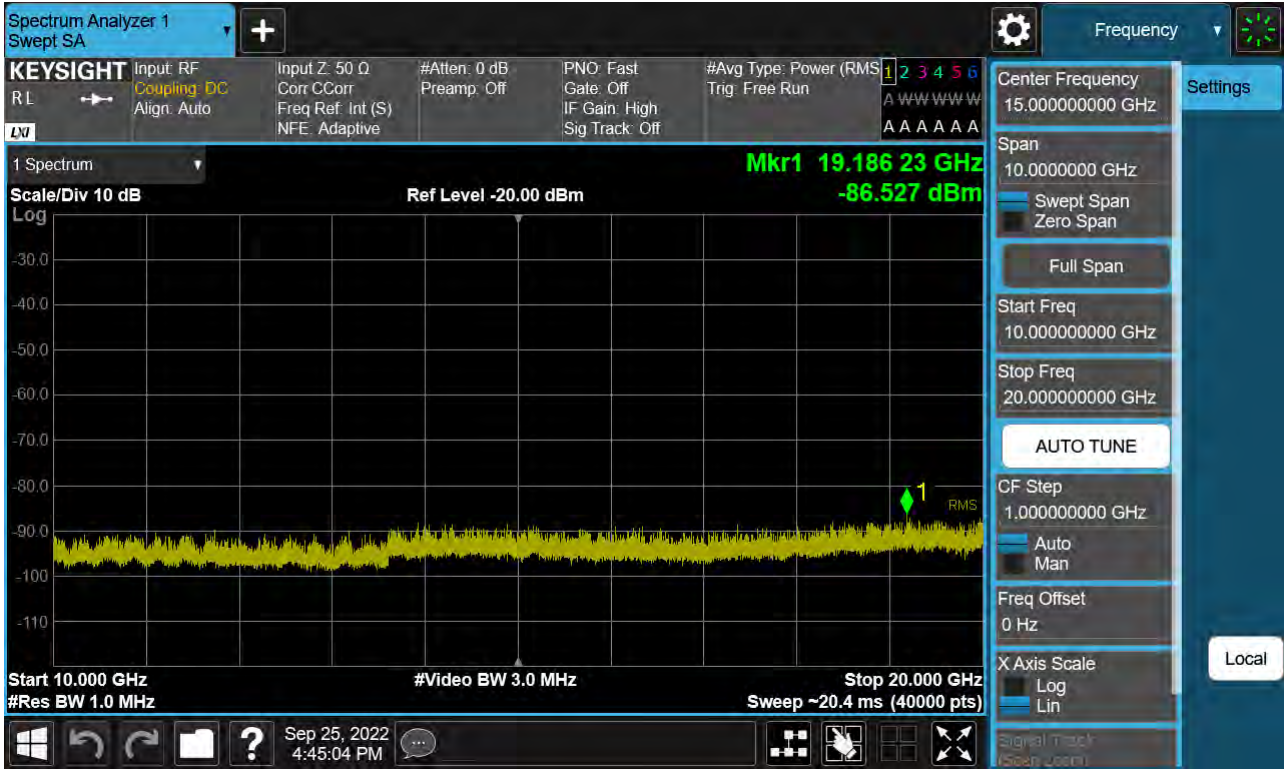 Spectrum Analyzer 1
Swept SA
Frequency
KEYSIGHT
RL
LXI
Input: RF
Coupling: DC
Align: Auto
Input Z: 50 Ω
Corr CCorr
Freq Ref: Int (S)
NFE: Adaptive
#Atten: 0 dB
Preamp: Off
PNO: Fast
Gate: Off
IF Gain: High
Sig Track: Off
#Avg Type: Power (RMS
Trig: Free Run
1 2 3 4 5 6
A W W W W W
A A A A A A
1 Spectrum
Mkr1 19.186 23 GHz
Scale/Div 10 dB
Ref Level -20.00 dBm
-86.527 dBm
Log
-30.0
-40.0
-50.0
-60.0
-70.0
-80.0
1
RMS
-90.0
-100
-110
Start 10.000 GHz
#Video BW 3.0 MHz
Stop 20.000 GHz
#Res BW 1.0 MHz
Sweep ~20.4 ms (40000 pts)
Center Frequency
15.000000000 GHz
Settings
Span
10.0000000 GHz
Swept Span
Zero Span
Full Span
Start Freq
10.000000000 GHz
Stop Freq
20.000000000 GHz
AUTO TUNE
CF Step
1.000000000 GHz
Auto
Man
Freq Offset
0 Hz
X Axis Scale
Log
Lin
Local
Signal Track
(Span Zoom)
?
Sep 25, 2022
4:45:04 PM